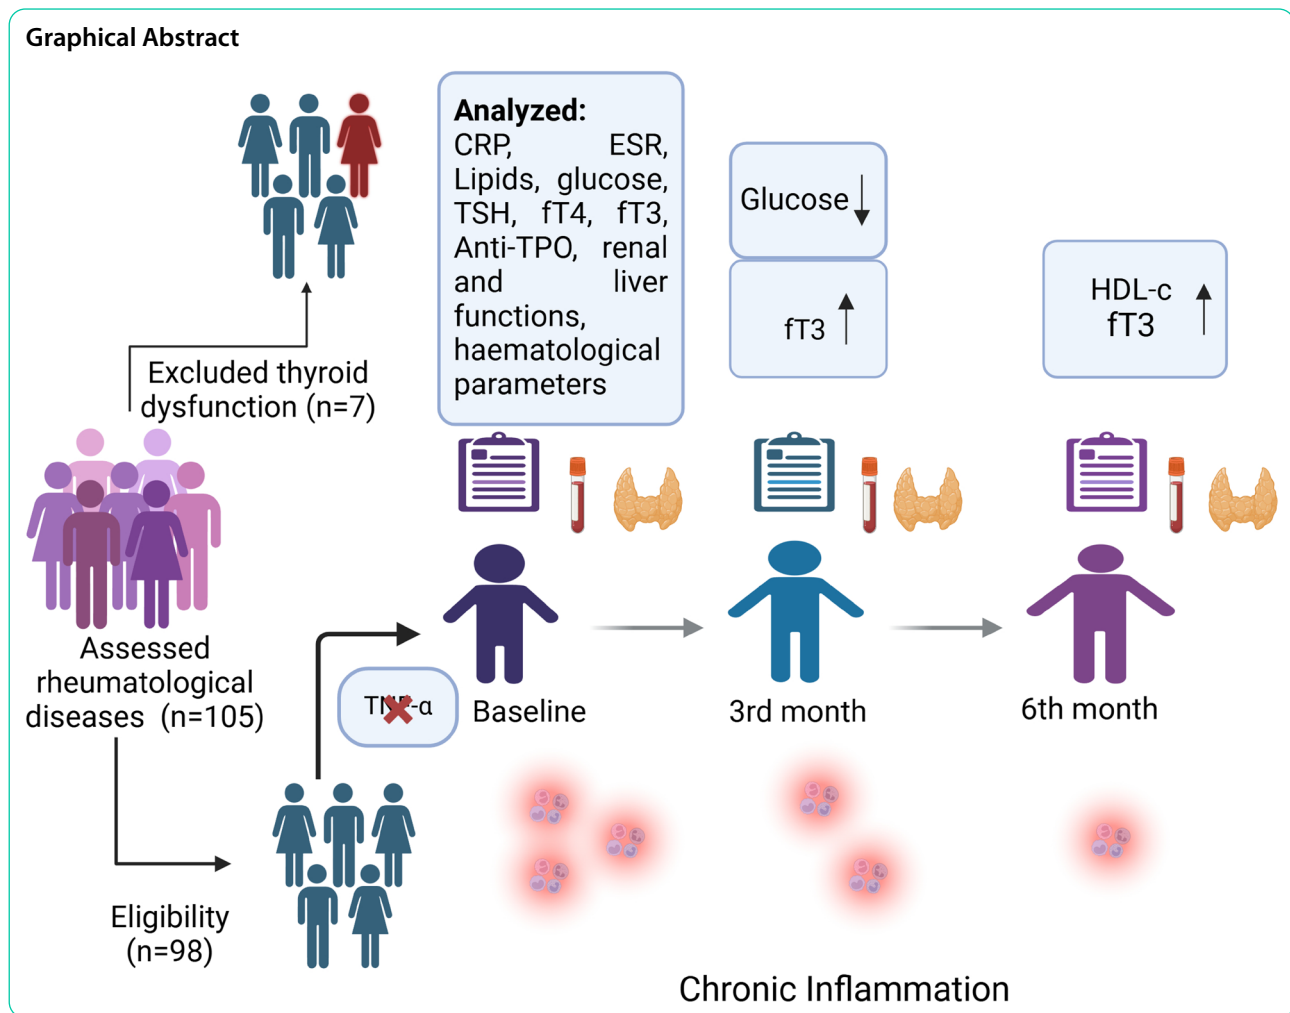 Graphical Abstract
Analyzed:
CRP, ESR,
Lipids, glucose,
TSH, fT4, fT3,
Anti-TPO, renal
and liver
functions,
haematological
parameters
Glucose
fT3
HDL-c
fT3
Excluded thyroid
dysfunction (n=7)
Assessed
rheumatological
diseases (n=105)
TNF-α
Baseline
3rd month
6th month
Eligibility
(n=98)
Chronic Inflammation